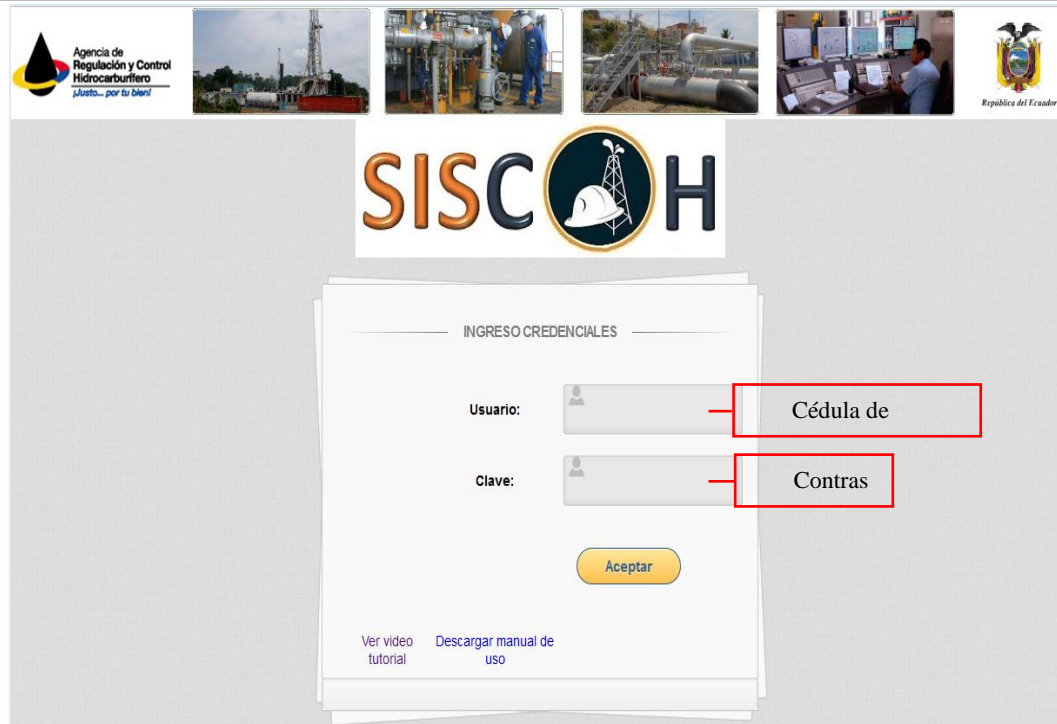 Agencia de
Regulación y Control
Hidrocarburífero
¡Justo... por tu bien!
República del Ecuador
SISCOH
INGRESO CREDENCIALES
Usuario:
Cédula de
Clave:
Contras
Aceptar
Ver video
tutorial
Descargar manual de
uso